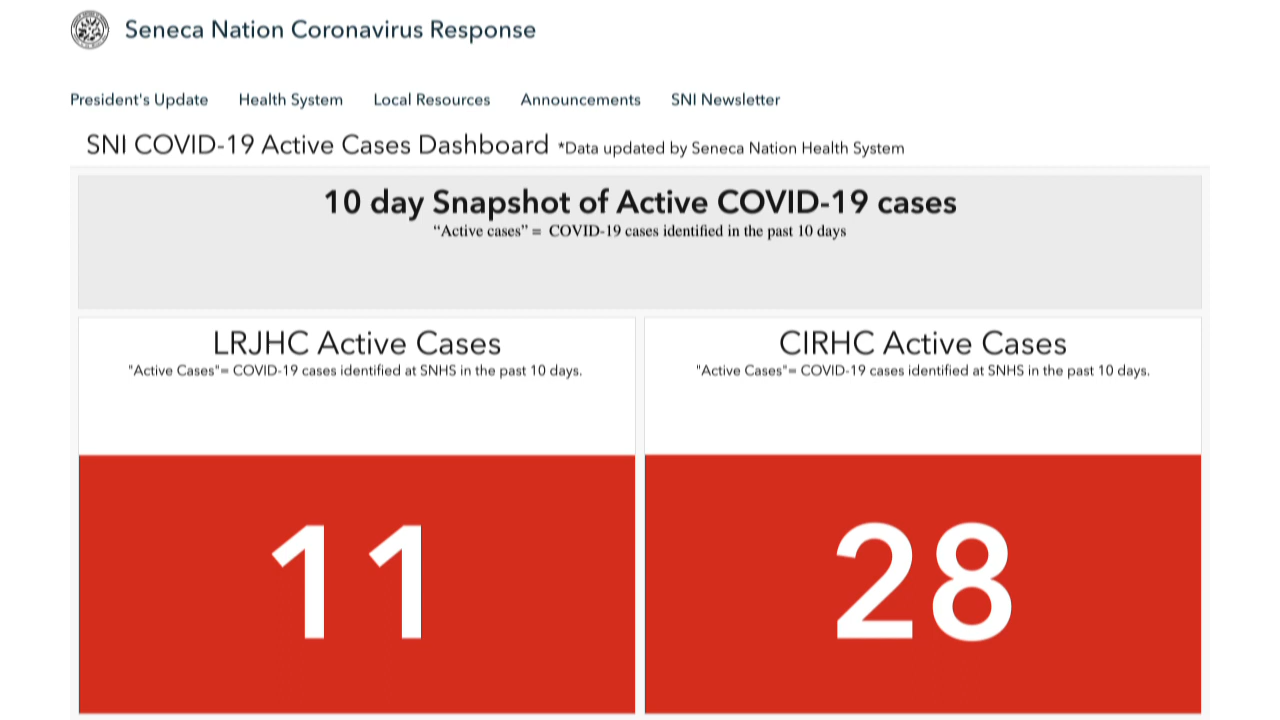 Seneca Nation Coronavirus Response
President's Update Health System Local Resources Announcements SNI Newsletter
SNI COVID-19 Active Cases Dashboard *Data updated by Seneca Nation Health System
10 day Snapshot of Active COVID-19 cases
“Active cases” = COVID-19 cases identified in the past 10 days
LRJHC Active Cases
"Active Cases"= COVID-19 cases identified at SNHS in the past 10 days.
11
CIRHC Active Cases
"Active Cases"= COVID-19 cases identified at SNHS in the past 10 days.
28